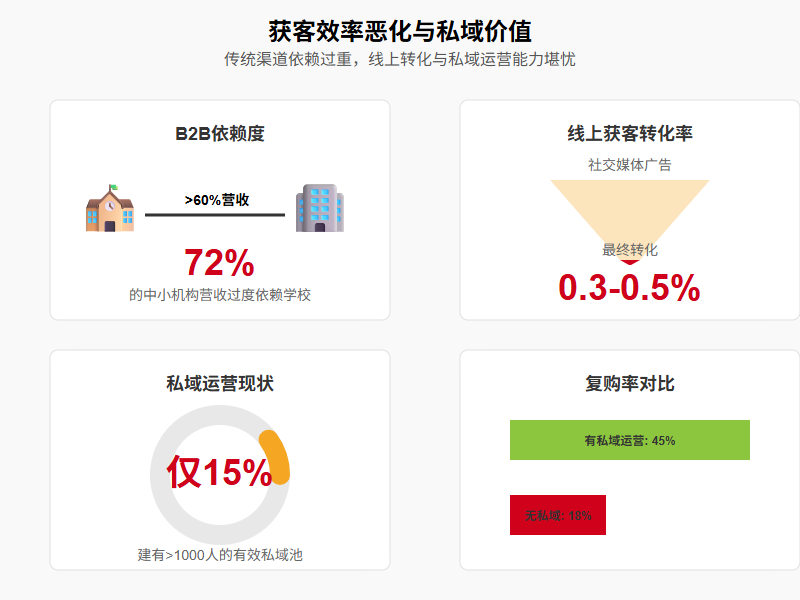 获客效率恶化与私域价值
传统渠道依赖过重，线上转化与私域运营能力堪忧
B2B依赖度
>60%营收
72%
的中小机构营收过度依赖学校
线上获客转化率
社交媒体广告
最终转化
0.3-0.5%
私域运营现状
仅15%
建有>1000人的有效私域池
复购率对比
有私域运营: 45%
无私域: 18%